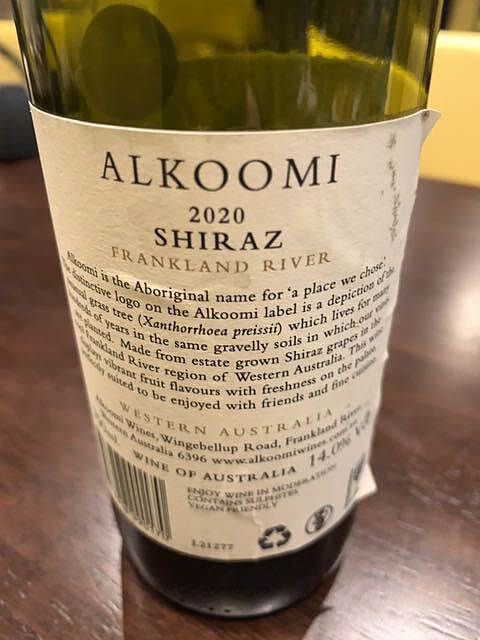 ALKOOMI
2020
SHIRAZ
FRANKLAND RIVER
Alkoomi is the Aboriginal name for 'a place we chose.'
distinctive logo on the Alkoomi label is a depiction of the
grass tree (Xanthorrhoea preissii) which lives for many
of years in the same gravelly soils in which our vines
planted. Made from estate grown Shiraz grapes in the
Frankland River region of Western Australia. This wine
vibrant fruit flavours with freshness on the palate,
suited to be enjoyed with friends and fine cuisine.
WESTERN AUSTRALIA
Alkoomi Wines, Wingebellup Road, Frankland River,
Western Australia 6396 www.alkoomiwines.com.au
WINE OF AUSTRALIA 14.0% Vol
ENJOY WINE IN MODERATION
CONTAINS SULPHITES
VEGAN FRIENDLY
L21277